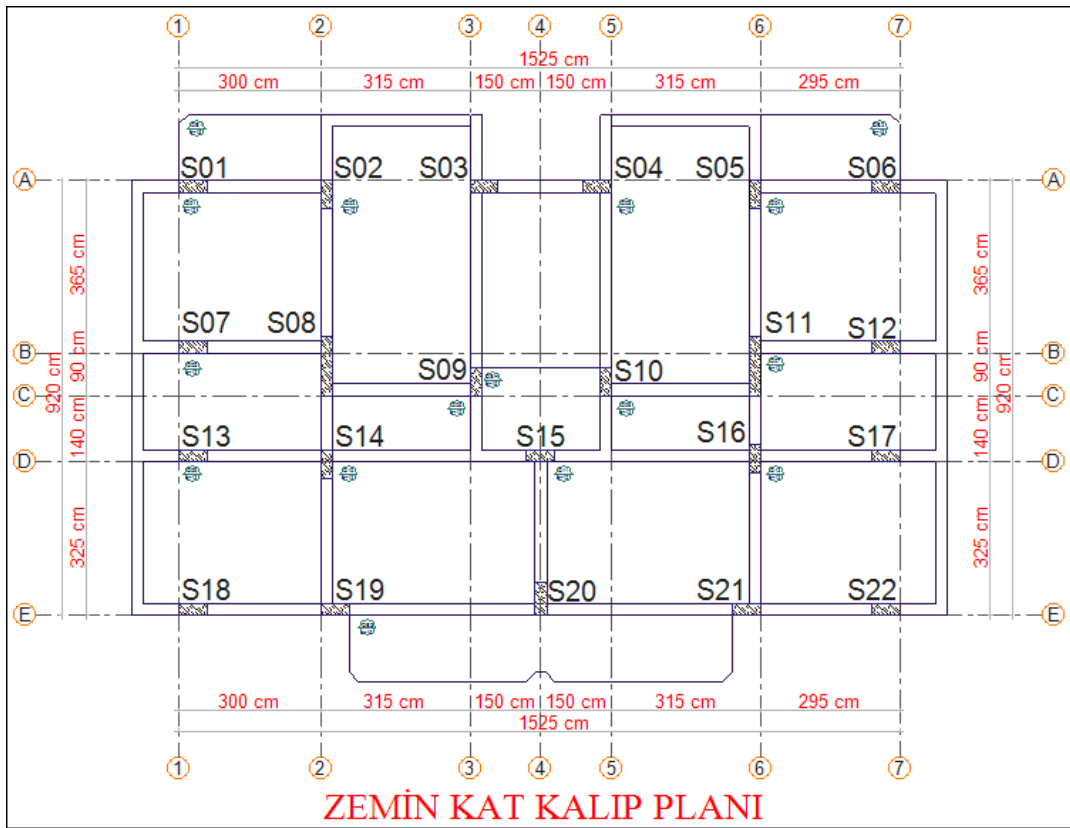 1 2 3 4 5 6 7
1525 cm
300 cm 315 cm 150 cm 150 cm 315 cm 295 cm
S01 S02 S03 S04 S05 S06
A A
365 cm 365 cm
S07 S08 S11 S12
B B
90 cm 90 cm
S09 S10
920 cm 920 cm
C C
140 cm 140 cm
S13 S14 S15 S16 S17
D D
325 cm 325 cm
S18 S19 S20 S21 S22
E E
300 cm 315 cm 150 cm 150 cm 315 cm 295 cm
1525 cm
1 2 3 4 5 6 7
ZEMİN KAT KALIP PLANI